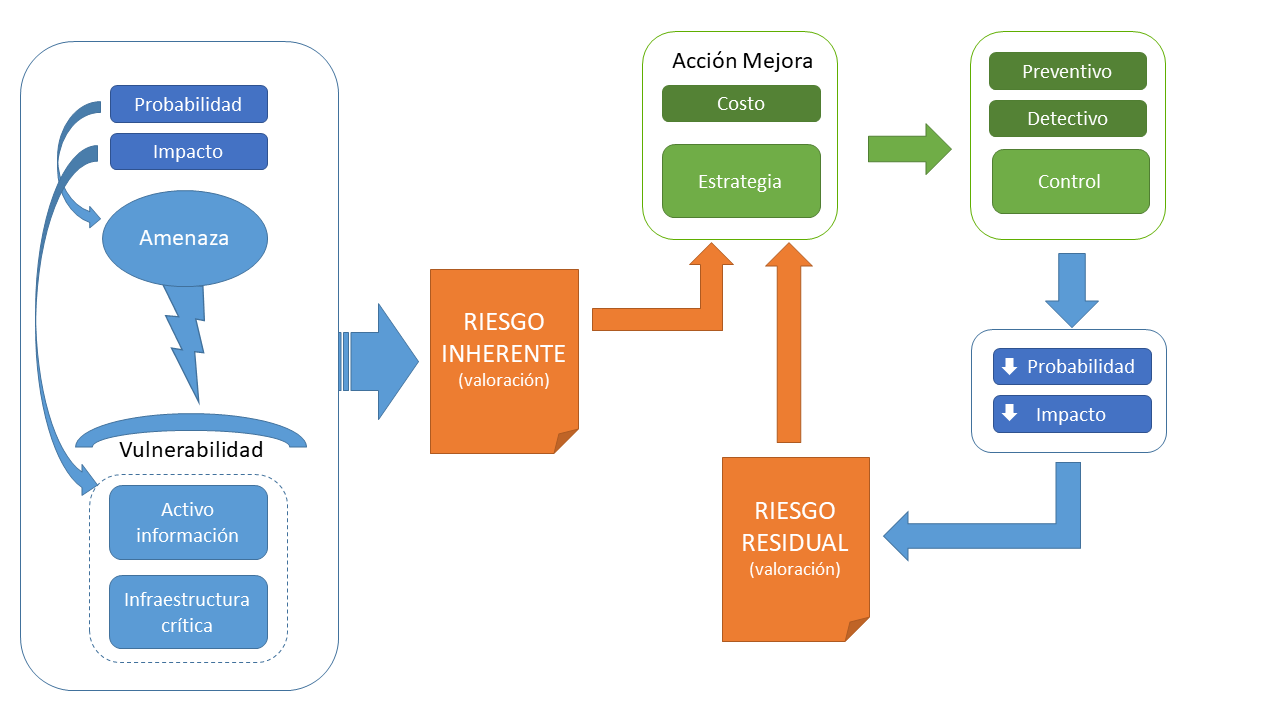 Probabilidad
Impacto
Amenaza
Vulnerabilidad
Activo
información
Infraestructura
crítica
RIESGO
INHERENTE
(valoración)
Acción Mejora
Costo
Estrategia
Preventivo
Detectivo
Control
Probabilidad
Impacto
RIESGO
RESIDUAL
(valoración)